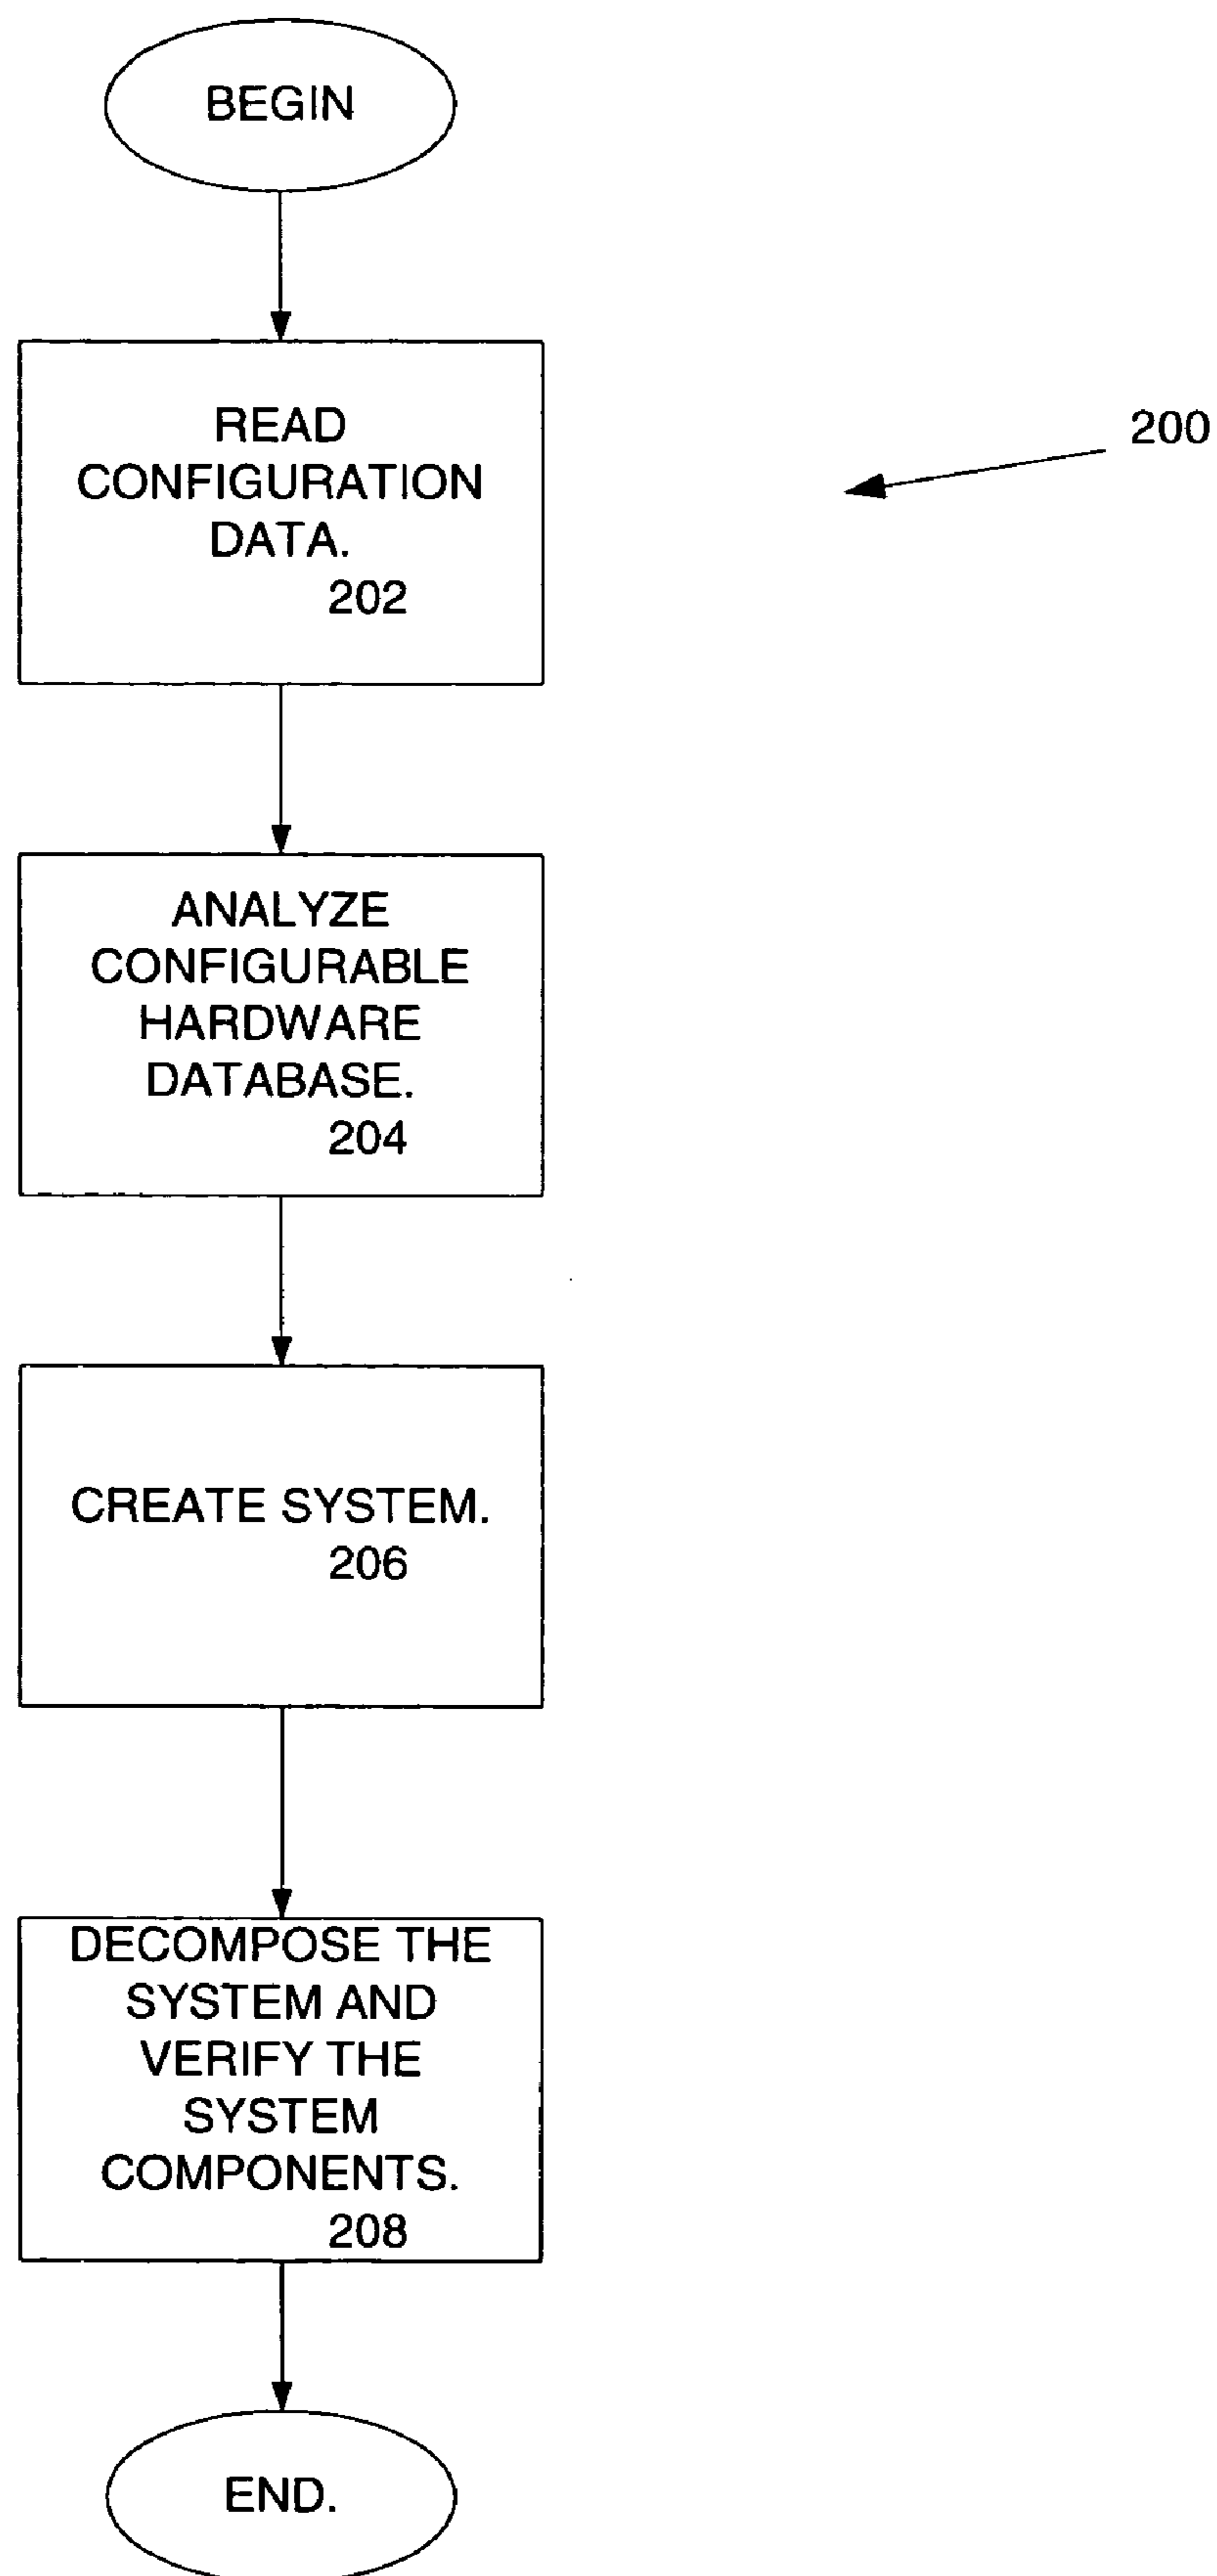 BEGIN
READ
CONFIGURATION
DATA.
202
200
ANALYZE
CONFIGURABLE
HARDWARE
DATABASE.
204
CREATE SYSTEM.
206
DECOMPOSE THE
SYSTEM AND
VERIFY THE
SYSTEM
COMPONENTS.
208
END.